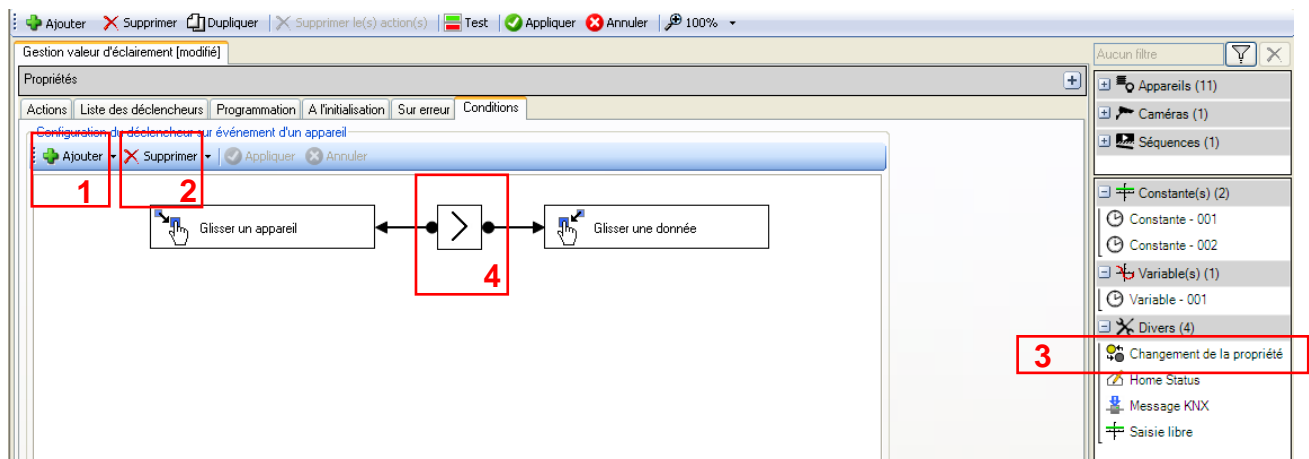 Ajouter Supprimer Dupliquer Supprimer le(s) action(s) Test Appliquer Annuler 100%
Gestion valeur d'éclairement [modifié]
Aucun filtre
Propriétés
Appareils (11)
Actions Liste des déclencheurs Programmation A l'initialisation Sur erreur Conditions
Caméras (1)
Configuration du déclencheur sur événement d'un appareil
Séquences (1)
Ajouter Supprimer Appliquer Annuler
1 2
Constante(s) (2)
Glisser un appareil > Glisser une donnée
Constante - 001
Constante - 002
4
Variable(s) (1)
Variable - 001
Divers (4)
3 Changement de la propriété
Home Status
Message KNX
Saisie libre